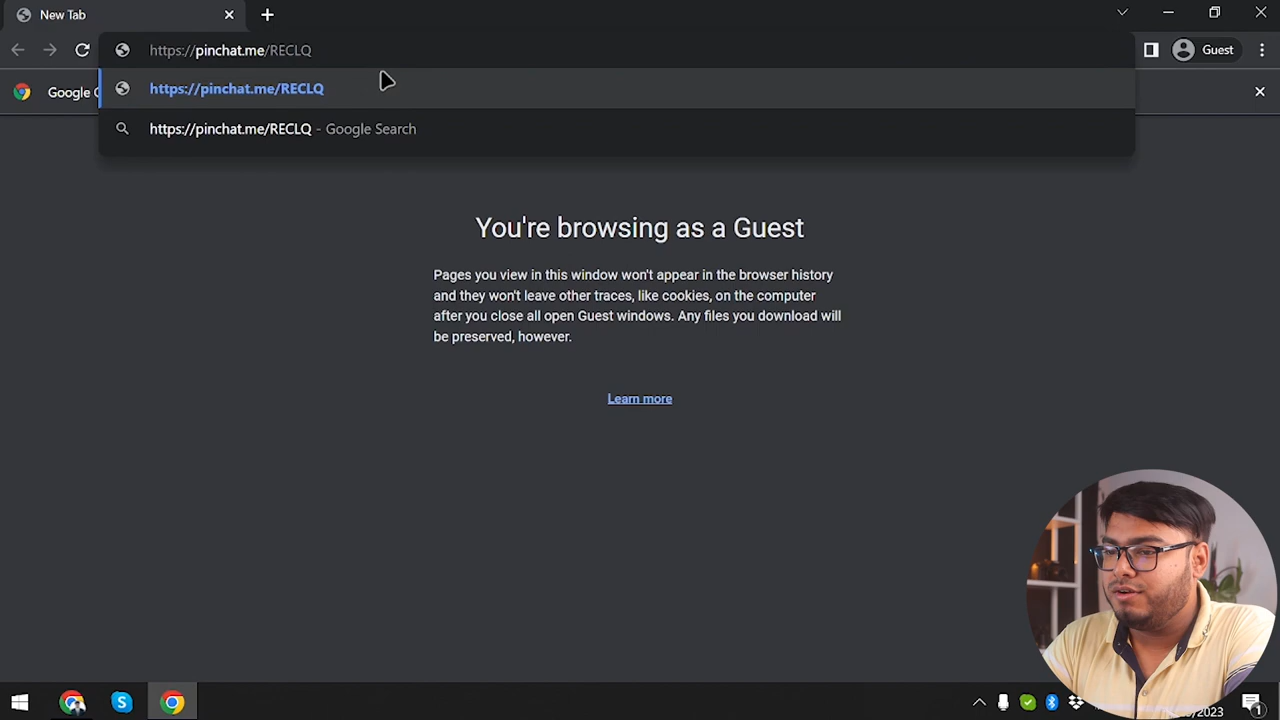 New Tab
https://pinchat.me/RECLQ
Guest
https://pinchat.me/RECLQ
Google
https://pinchat.me/RECLQ - Google Search
You're browsing as a Guest
Pages you view in this window won't appear in the browser history
and they won't leave other traces, like cookies, on the computer
after you close all open Guest windows. Any files you download will
be preserved, however.
Learn more
/2023
1